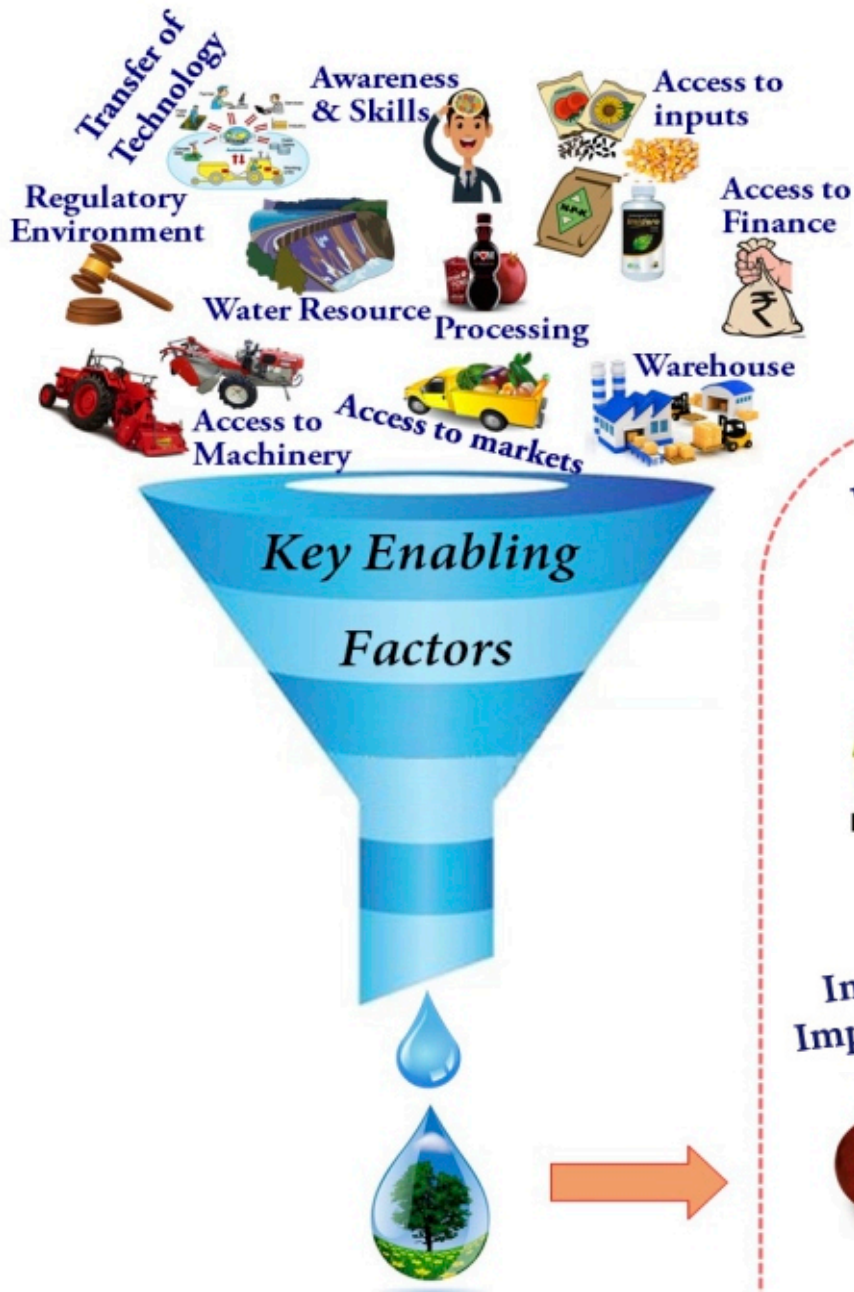 Transfer of
Technology
Awareness
& Skills
Access to
inputs
Regulatory
Environment
N.P.K
Access to
Finance
₹
Water Resource
POM
Processing
Warehouse
Access to
Machinery
Access to markets
Key Enabling
Factors